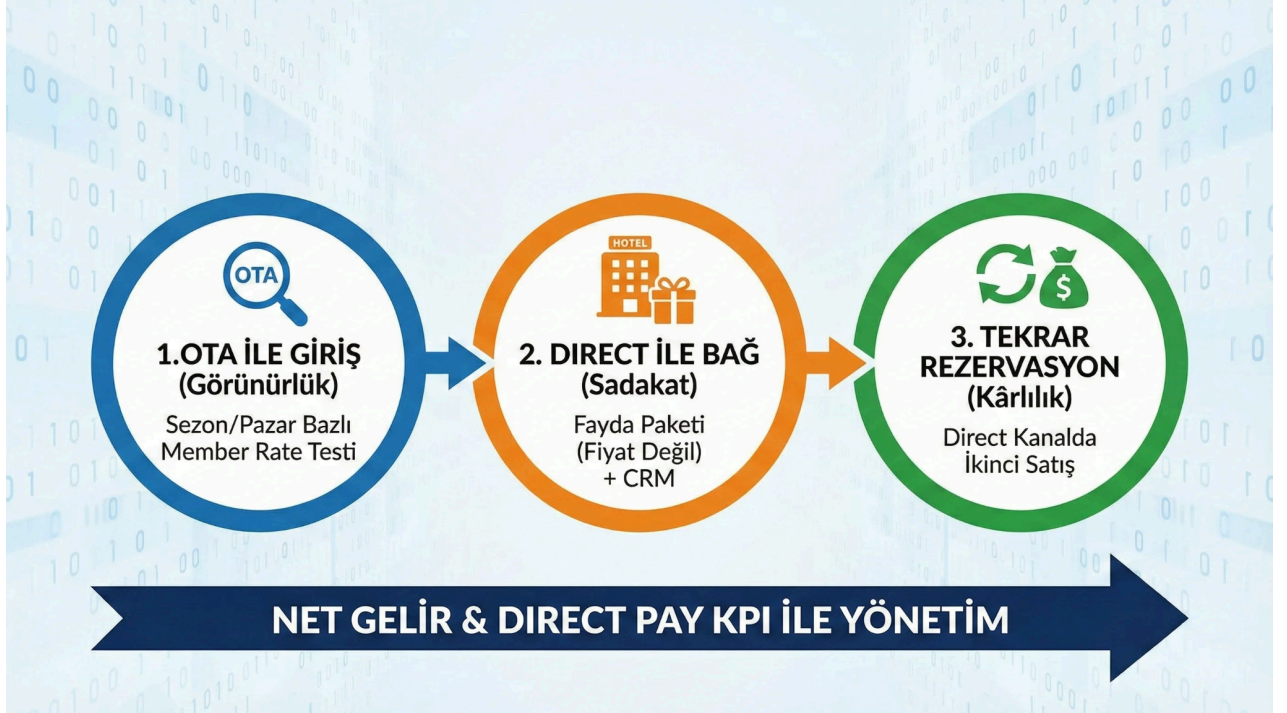 OTA
1.OTA İLE GİRİŞ
(Görünürlük)
Sezon/Pazar Bazlı
Member Rate Testi
HOTEL
2. DIRECT İLE BAĞ
(Sadakat)
Fayda Paketi
(Fiyat Değil)
+ CRM
$
3. TEKRAR
REZERVASYON
(Kârlılık)
Direct Kanalda
İkinci Satış
NET GELİR & DIRECT PAY KPI İLE YÖNETİM